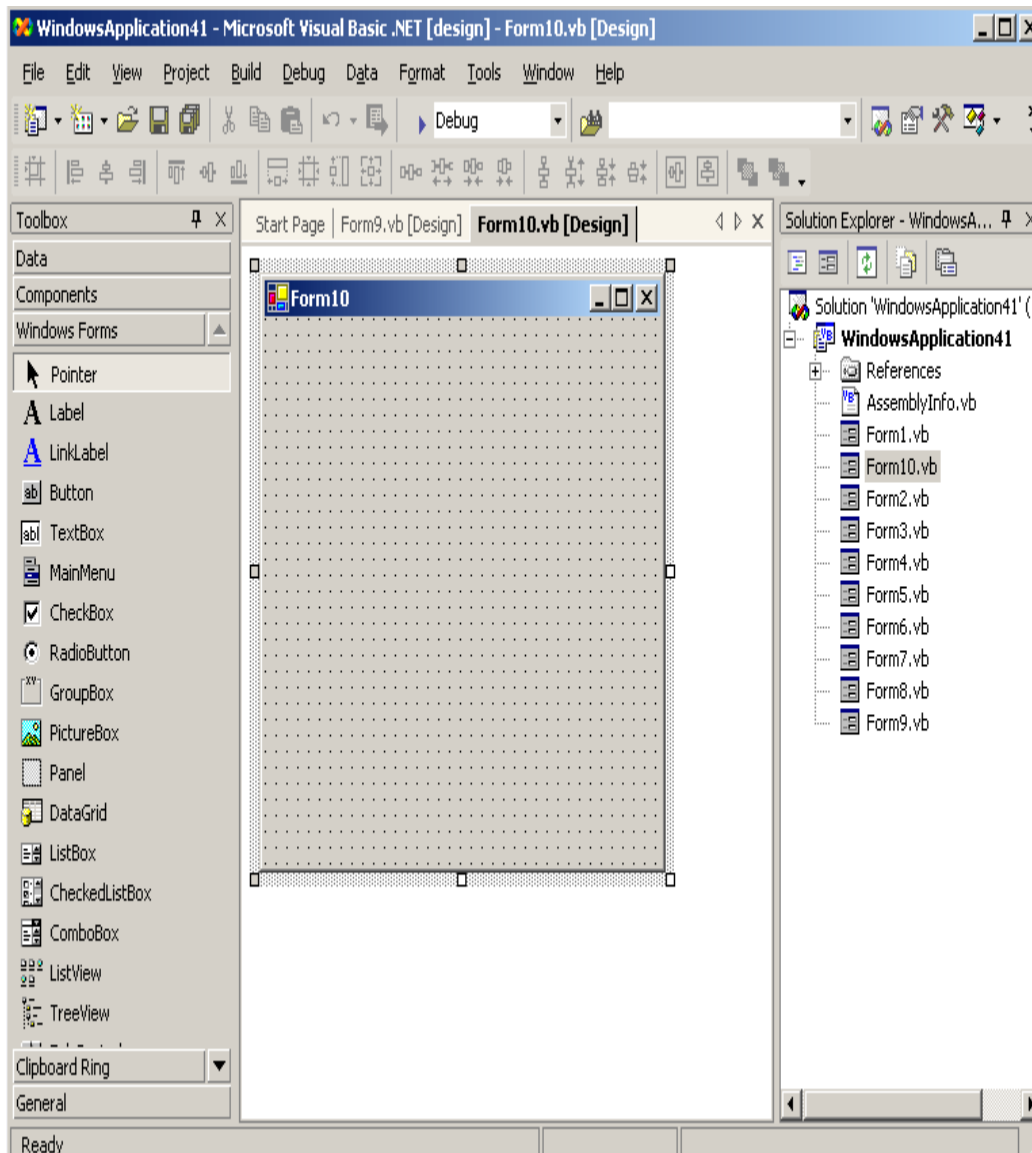 WindowsApplication41 - Microsoft Visual Basic .NET [design] - Form10.vb [Design]
File Edit View Project Build Debug Data Format Tools Window Help
Debug
Toolbox
Data
Components
Windows Forms
Pointer
Label
LinkLabel
Button
TextBox
MainMenu
CheckBox
RadioButton
GroupBox
PictureBox
Panel
DataGrid
ListBox
CheckedListBox
ComboBox
ListView
TreeView
Clipboard Ring
General
Start Page Form9.vb [Design] Form10.vb [Design]
Form10
Solution Explorer - WindowsA...
Solution 'WindowsApplication41' (
WindowsApplication41
References
AssemblyInfo.vb
Form1.vb
Form10.vb
Form2.vb
Form3.vb
Form4.vb
Form5.vb
Form6.vb
Form7.vb
Form8.vb
Form9.vb
Ready